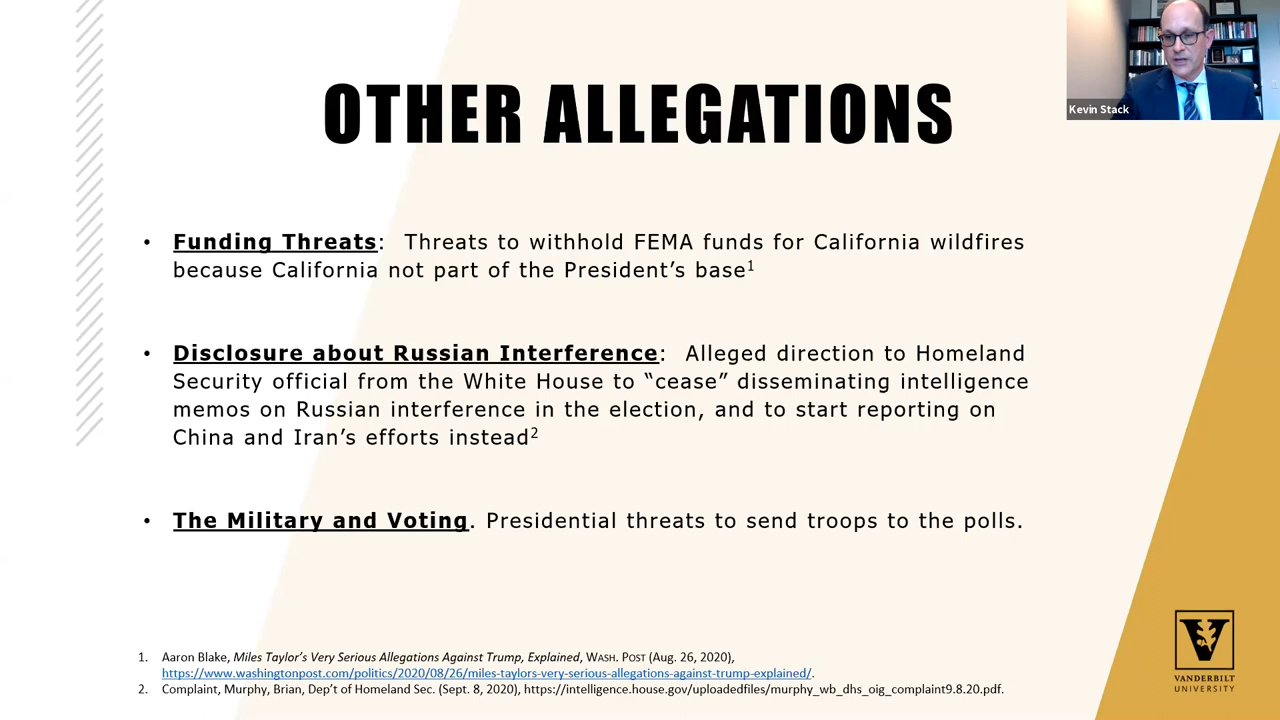 Kevin Stack
OTHER ALLEGATIONS
• Funding Threats: Threats to withhold FEMA funds for California wildfires
because California not part of the President’s base1
• Disclosure about Russian Interference: Alleged direction to Homeland
Security official from the White House to “cease” disseminating intelligence
memos on Russian interference in the election, and to start reporting on
China and Iran’s efforts instead2
• The Military and Voting. Presidential threats to send troops to the polls.
1. Aaron Blake, Miles Taylor’s Very Serious Allegations Against Trump, Explained, WASH. POST (Aug. 26, 2020),
https://www.washingtonpost.com/politics/2020/08/26/miles-taylors-very-serious-allegations-against-trump-explained/.
2. Complaint, Murphy, Brian, Dep’t of Homeland Sec. (Sept. 8, 2020), https://intelligence.house.gov/uploadedfiles/murphy_wb_dhs_oig_complaint9.8.20.pdf.
V
VANDERBILT
UNIVERSITY